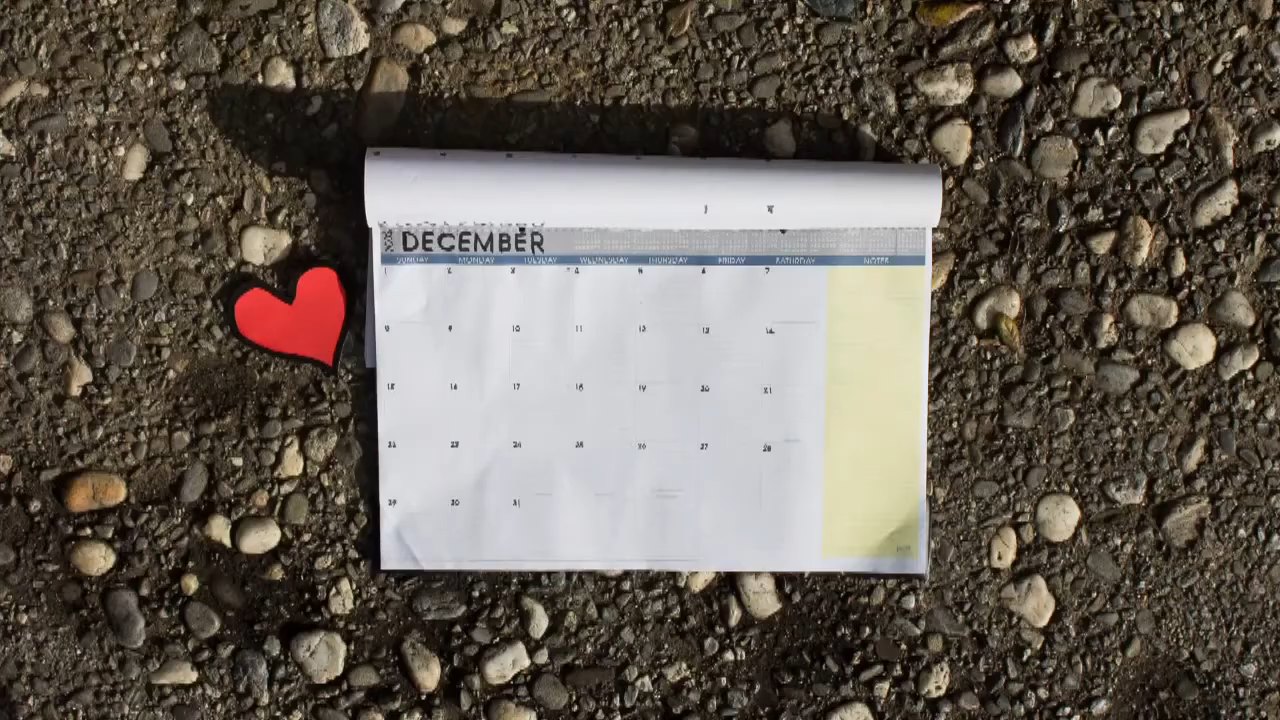 DECEMBER
SUNDAY MONDAY TUESDAY WEDNESDAY THURSDAY FRIDAY SATURDAY NOTES
1 2 3 4 5 6 7
8 9 10 11 12 13 14
15 16 17 18 19 20 21
22 23 24 25 26 27 28
29 30 31